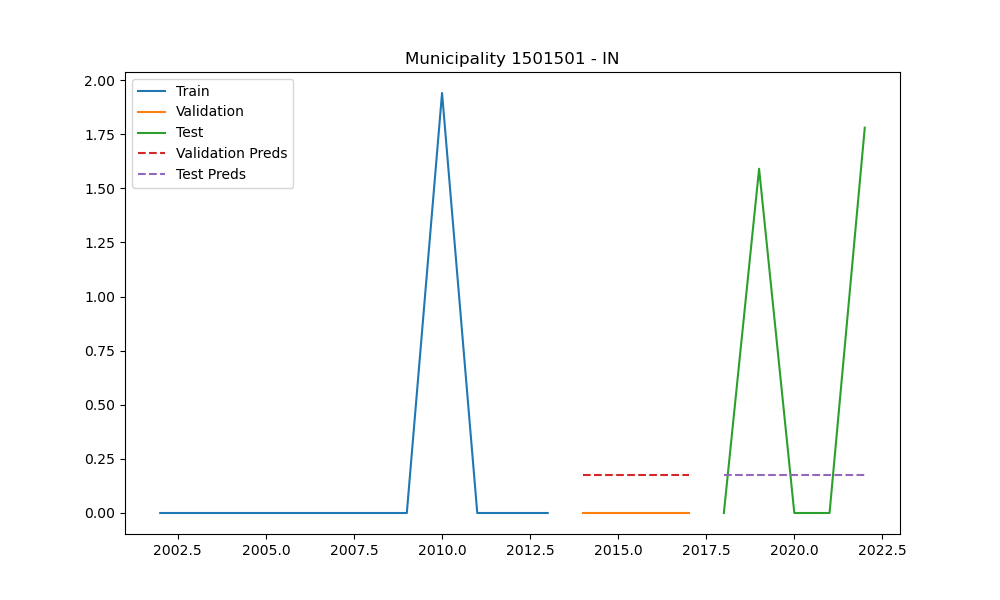 Municipality 1501501 - IN
Train
Validation
Test
Validation Preds
Test Preds
2.00
1.75
1.50
1.25
1.00
0.75
0.50
0.25
0.00
2002.5 2005.0 2007.5 2010.0 2012.5 2015.0 2017.5 2020.0 2022.5